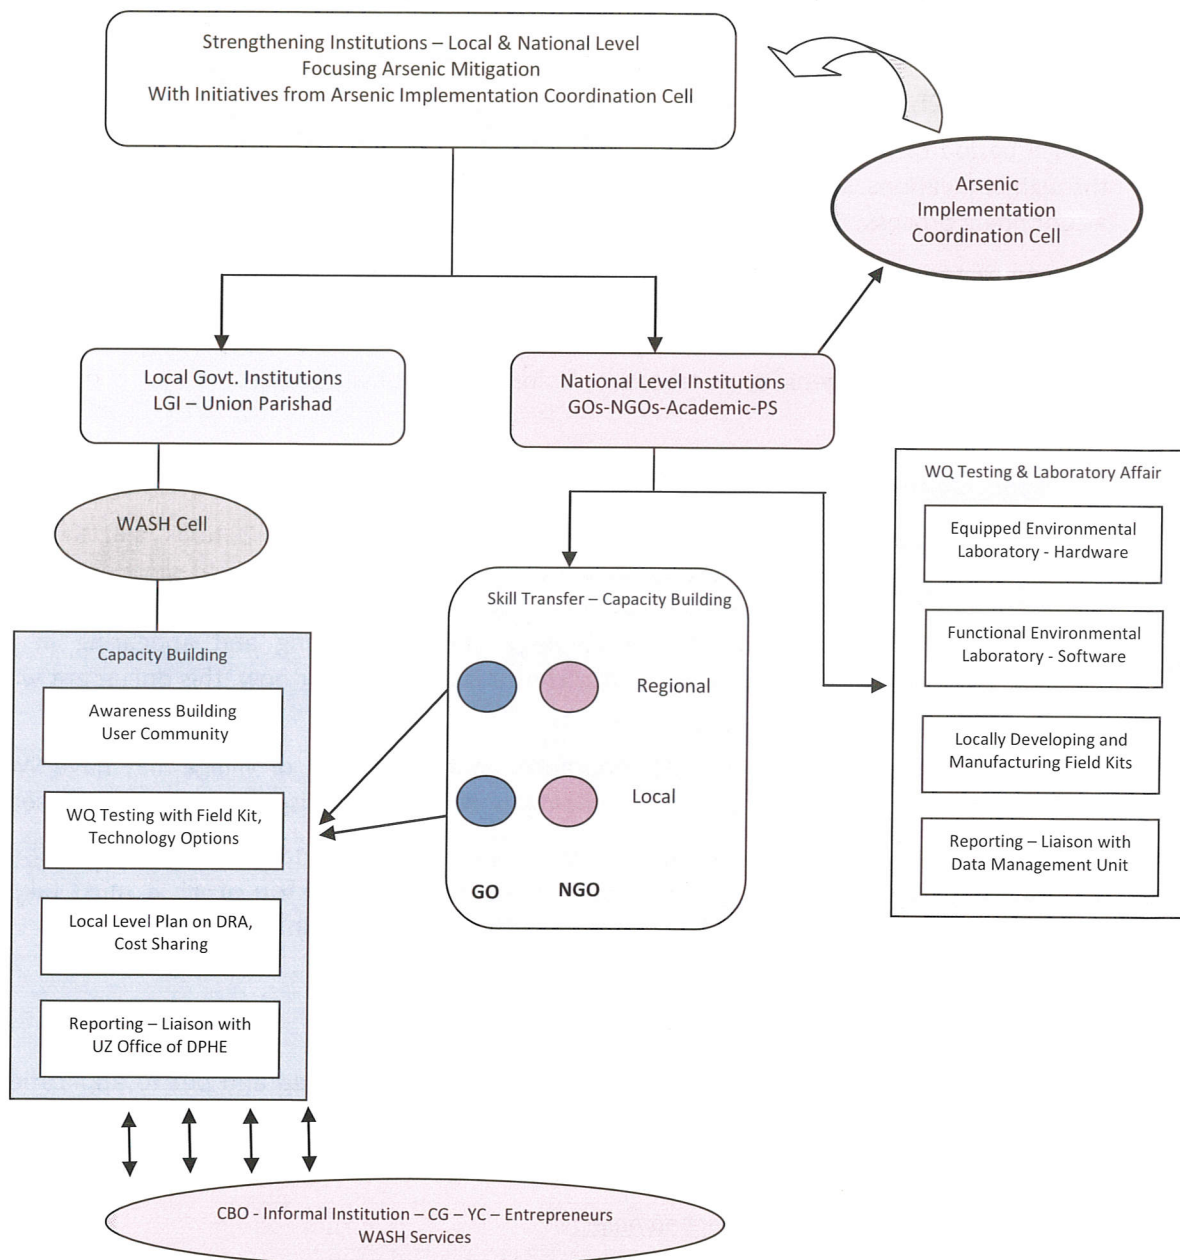 Strengthening Institutions – Local & National Level
Focusing Arsenic Mitigation
With Initiatives from Arsenic Implementation Coordination Cell
Arsenic
Implementation
Coordination Cell
Local Govt. Institutions
LGI – Union Parishad
National Level Institutions
GOs-NGOs-Academic-PS
WASH Cell
Capacity Building
Awareness Building
User Community
WQ Testing with Field Kit,
Technology Options
Local Level Plan on DRA,
Cost Sharing
Reporting – Liaison with
UZ Office of DPHE
Skill Transfer – Capacity Building
Regional
Local
GO NGO
WQ Testing & Laboratory Affair
Equipped Environmental
Laboratory - Hardware
Functional Environmental
Laboratory - Software
Locally Developing and
Manufacturing Field Kits
Reporting – Liaison with
Data Management Unit
CBO - Informal Institution – CG – YC – Entrepreneurs
WASH Services